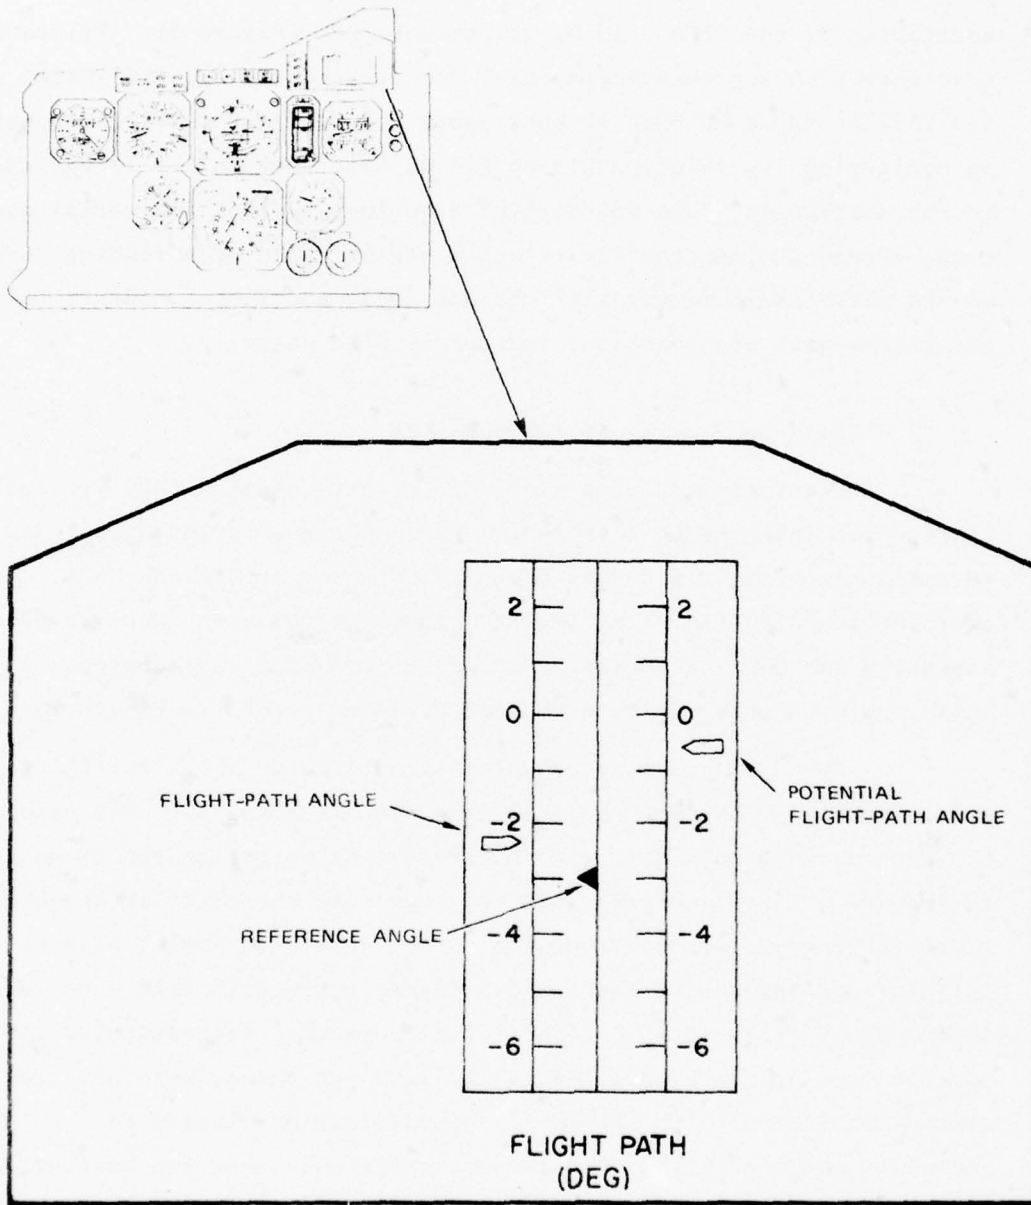 2 2
0 0
POTENTIAL
FLIGHT-PATH ANGLE
FLIGHT-PATH ANGLE
-2 -2
REFERENCE ANGLE
-4 -4
-6 -6
FLIGHT PATH
(DEG)